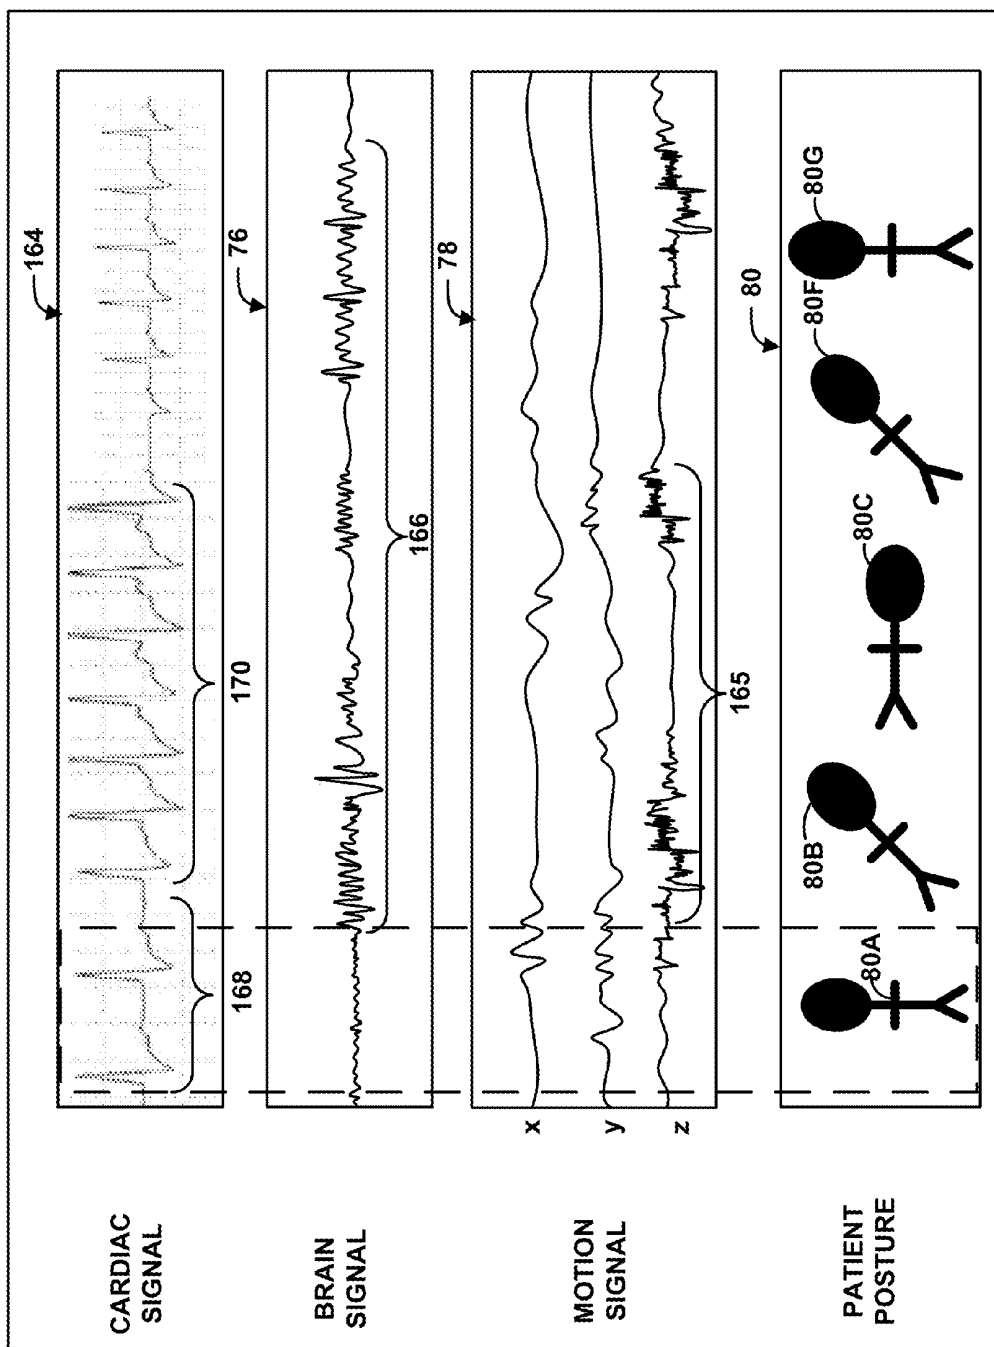 CARDIAC
SIGNAL
164
168
170
BRAIN
SIGNAL
76
166
MOTION
SIGNAL
x
y
z
78
165
PATIENT
POSTURE
80
80A
80B
80C
80F
80G